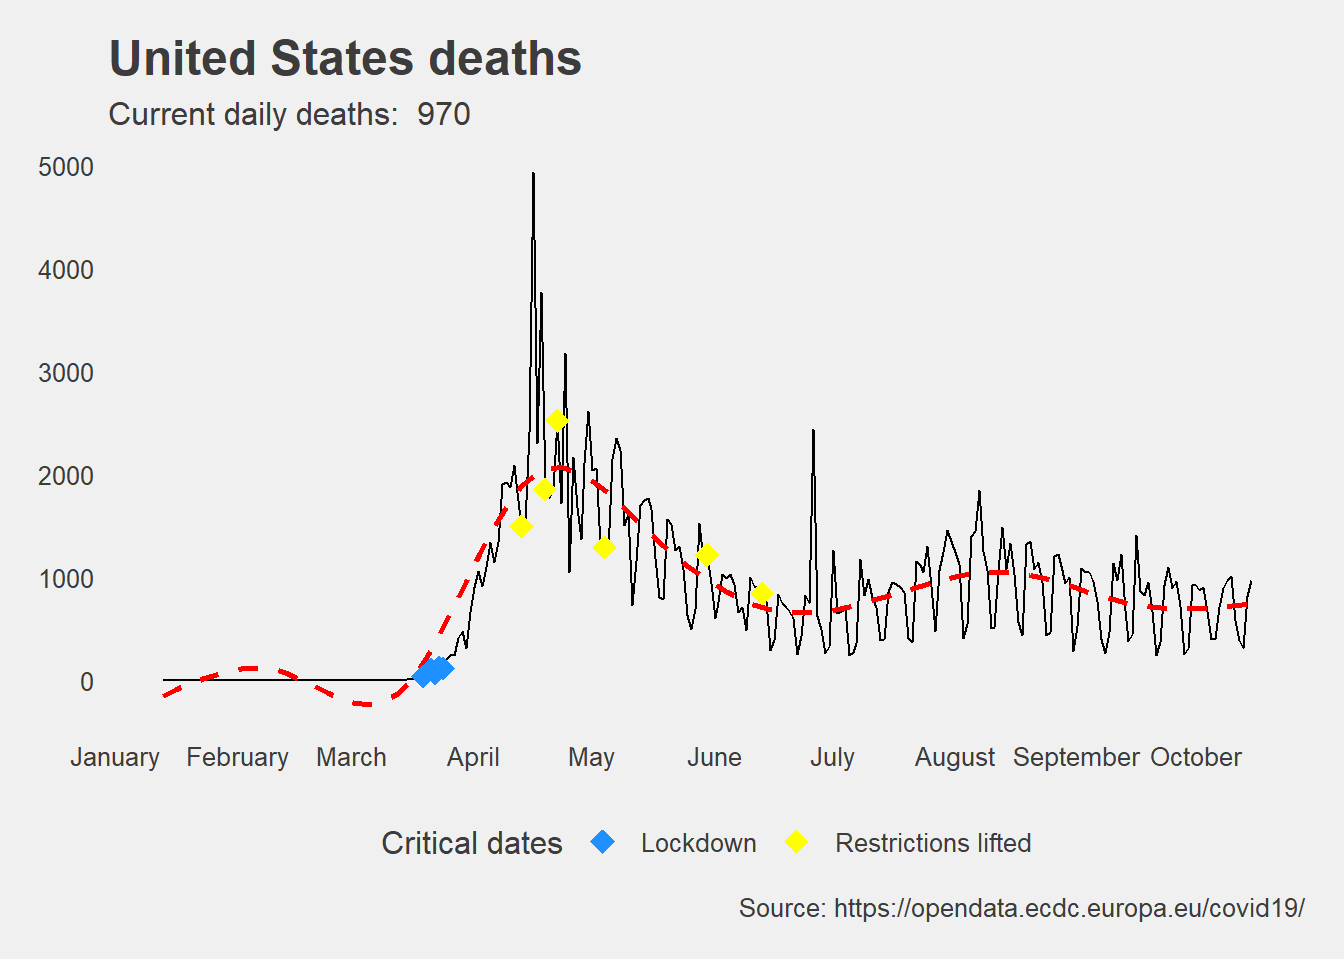 United States deaths
Current daily deaths:  970
5000
4000
3000
2000
1000
0
January February March April May June July August September October
Critical dates Lockdown Restrictions lifted
Source: https://opendata.ecdc.europa.eu/covid19/